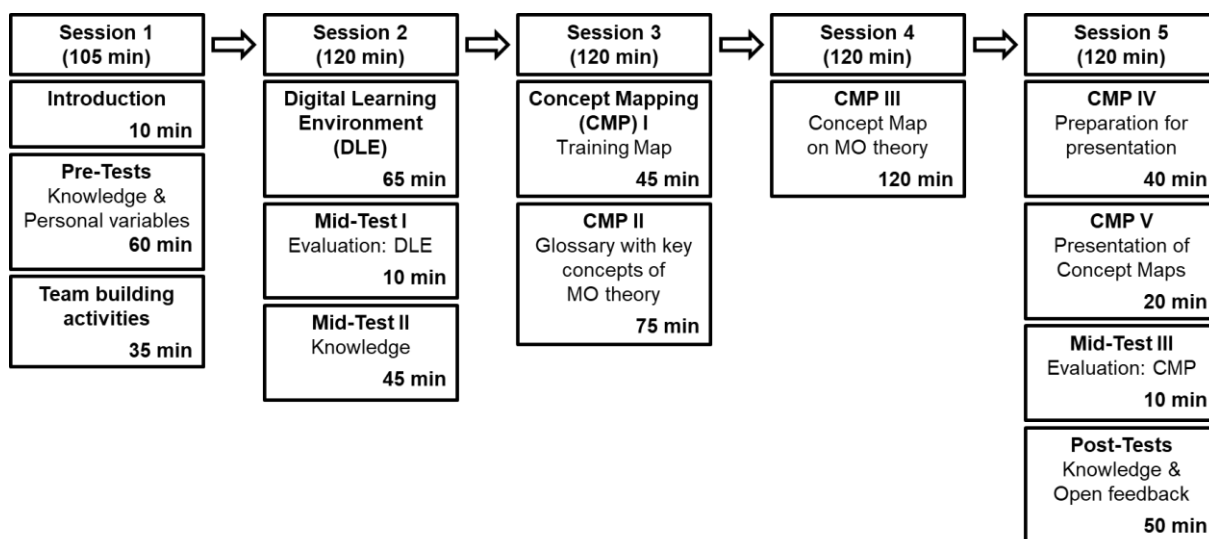 Session 1
(105 min)
Introduction
10 min
Pre-Tests
Knowledge &
Personal variables
60 min
Team building
activities
35 min
Session 2
(120 min)
Digital Learning
Environment
(DLE)
65 min
Mid-Test I
Evaluation: DLE
10 min
Mid-Test II
Knowledge
45 min
Session 3
(120 min)
Concept Mapping
(CMP) I
Training Map
45 min
CMP II
Glossary with key
concepts of
MO theory
75 min
Session 4
(120 min)
CMP III
Concept Map
on MO theory
120 min
Session 5
(120 min)
CMP IV
Preparation for
presentation
40 min
CMP V
Presentation of
Concept Maps
20 min
Mid-Test III
Evaluation: CMP
10 min
Post-Tests
Knowledge &
Open feedback
50 min